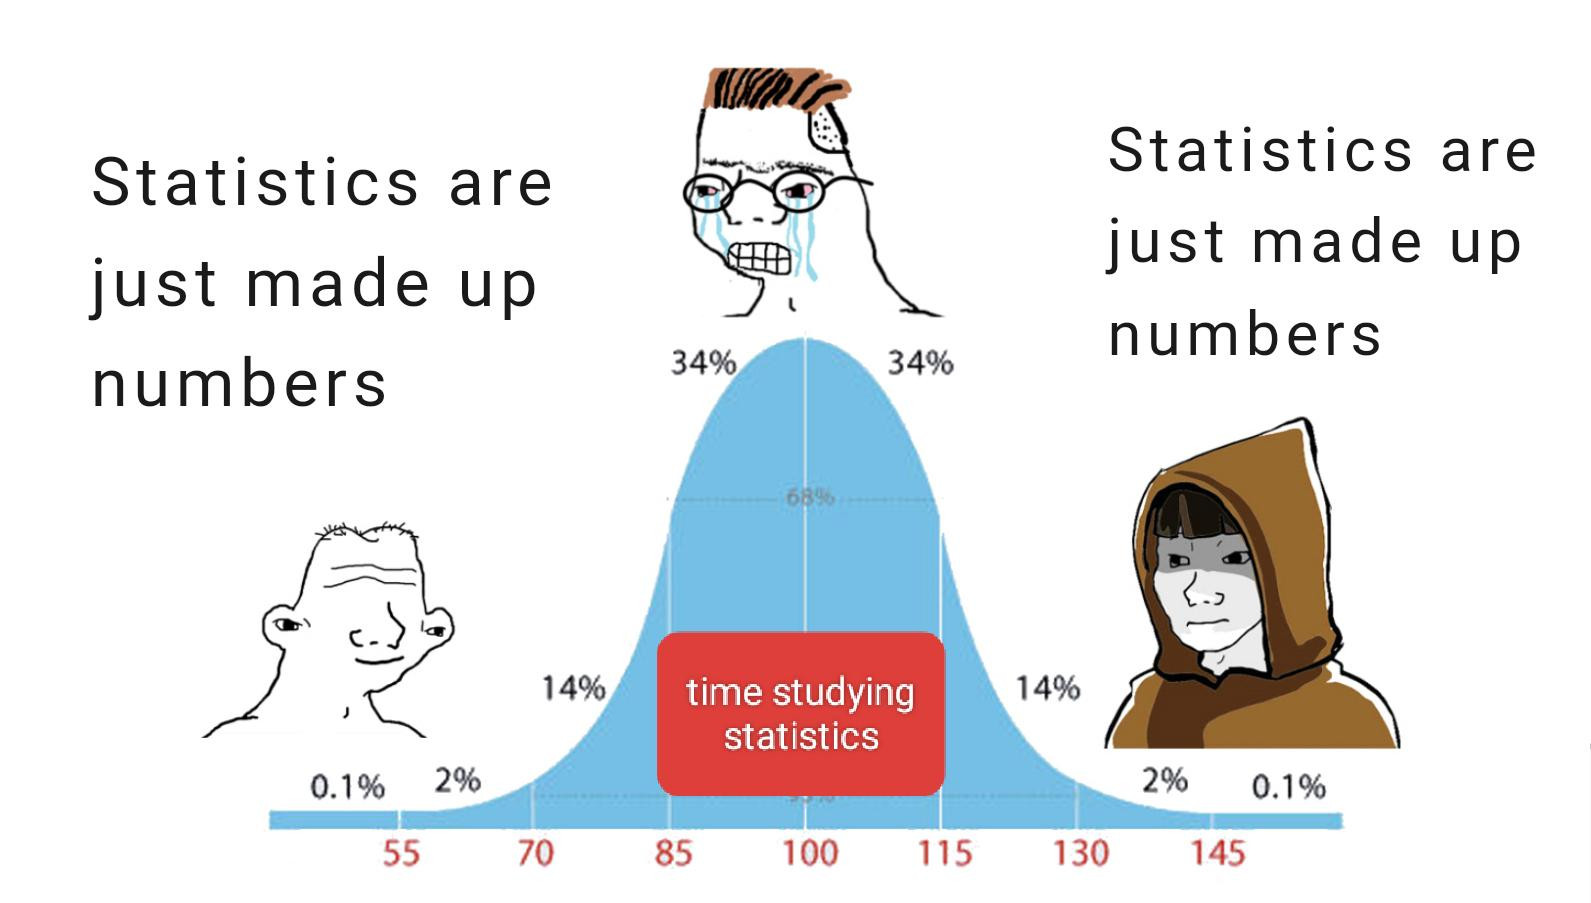 Statistics are
just made up
numbers
Statistics are
just made up
numbers
34%
34%
68%
14%
time studying
statistics
14%
0.1%
2%
2%
0.1%
55
70
85
100
115
130
145